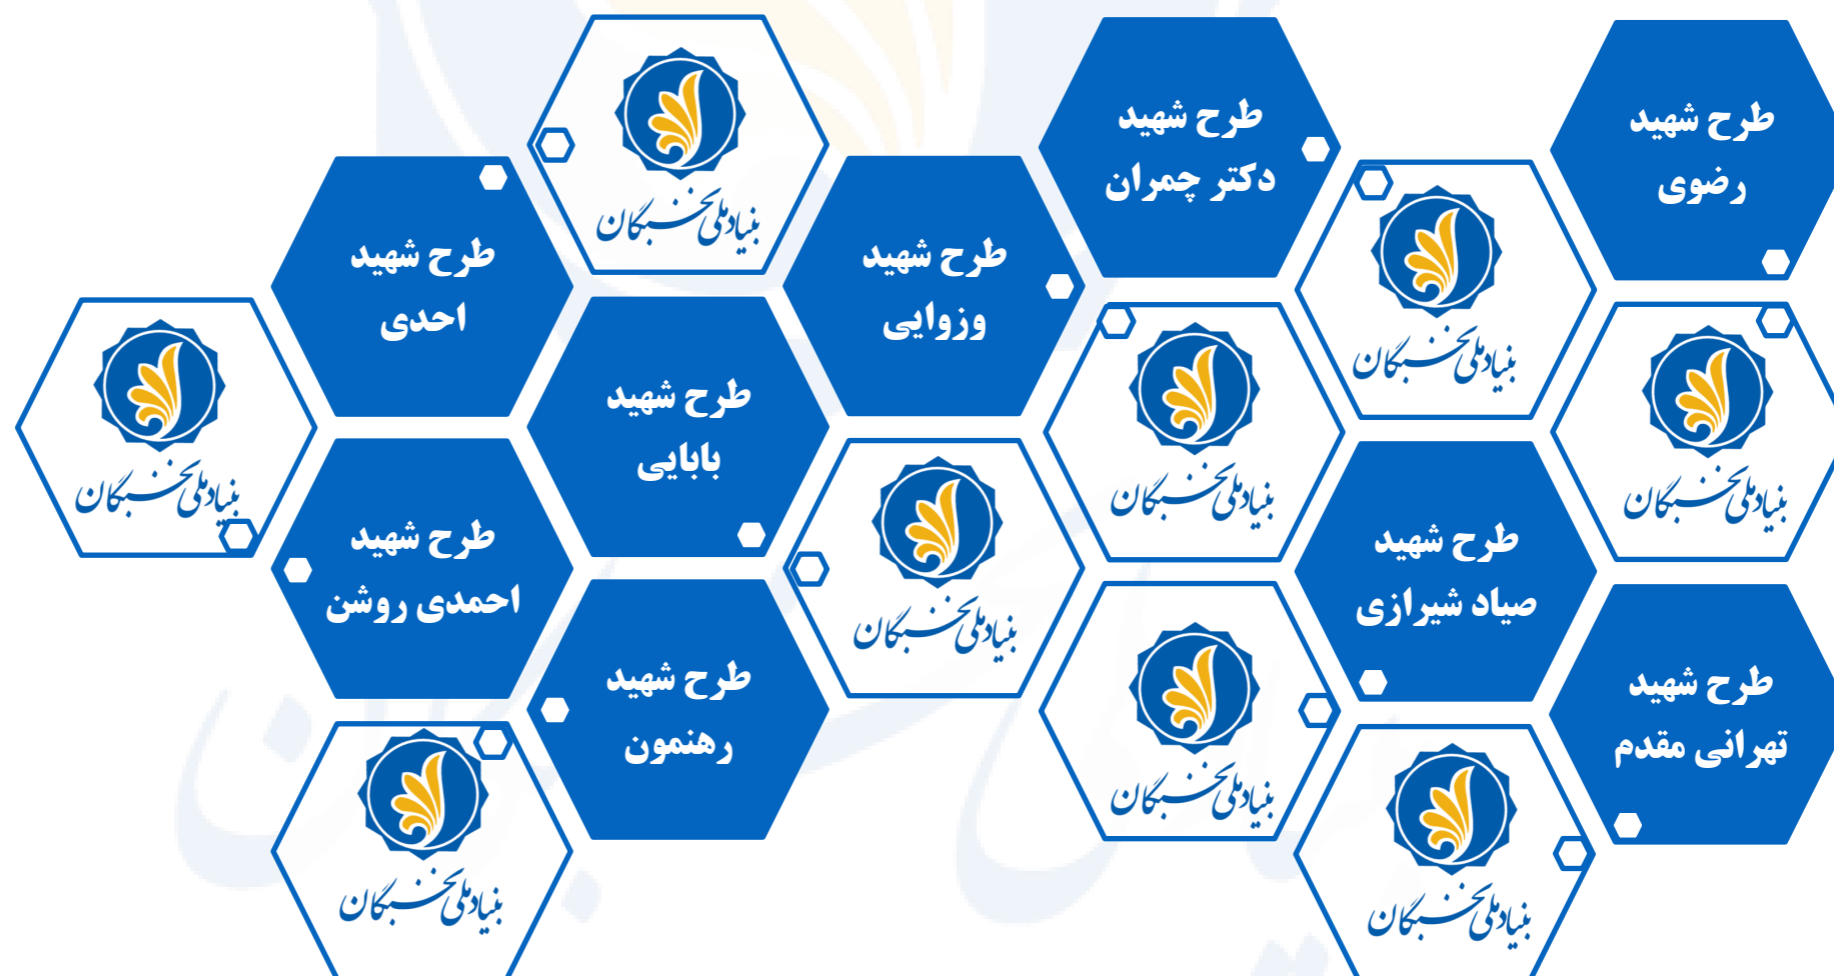 طرح شهید
رضوی
طرح شهید
دکتر چمران
بنیاد ملی نخبگان
بنیاد ملی نخبگان
طرح شهید
وزوایی
طرح شهید
احدی
بنیاد ملی نخبگان
بنیاد ملی نخبگان
طرح شهید
بابایی
بنیاد ملی نخبگان
طرح شهید
صیاد شیرازی
بنیاد ملی نخبگان
طرح شهید
احمدی روشن
طرح شهید
تهرانی مقدم
بنیاد ملی نخبگان
طرح شهید
رهنمون
بنیاد ملی نخبگان
بنیاد ملی نخبگان